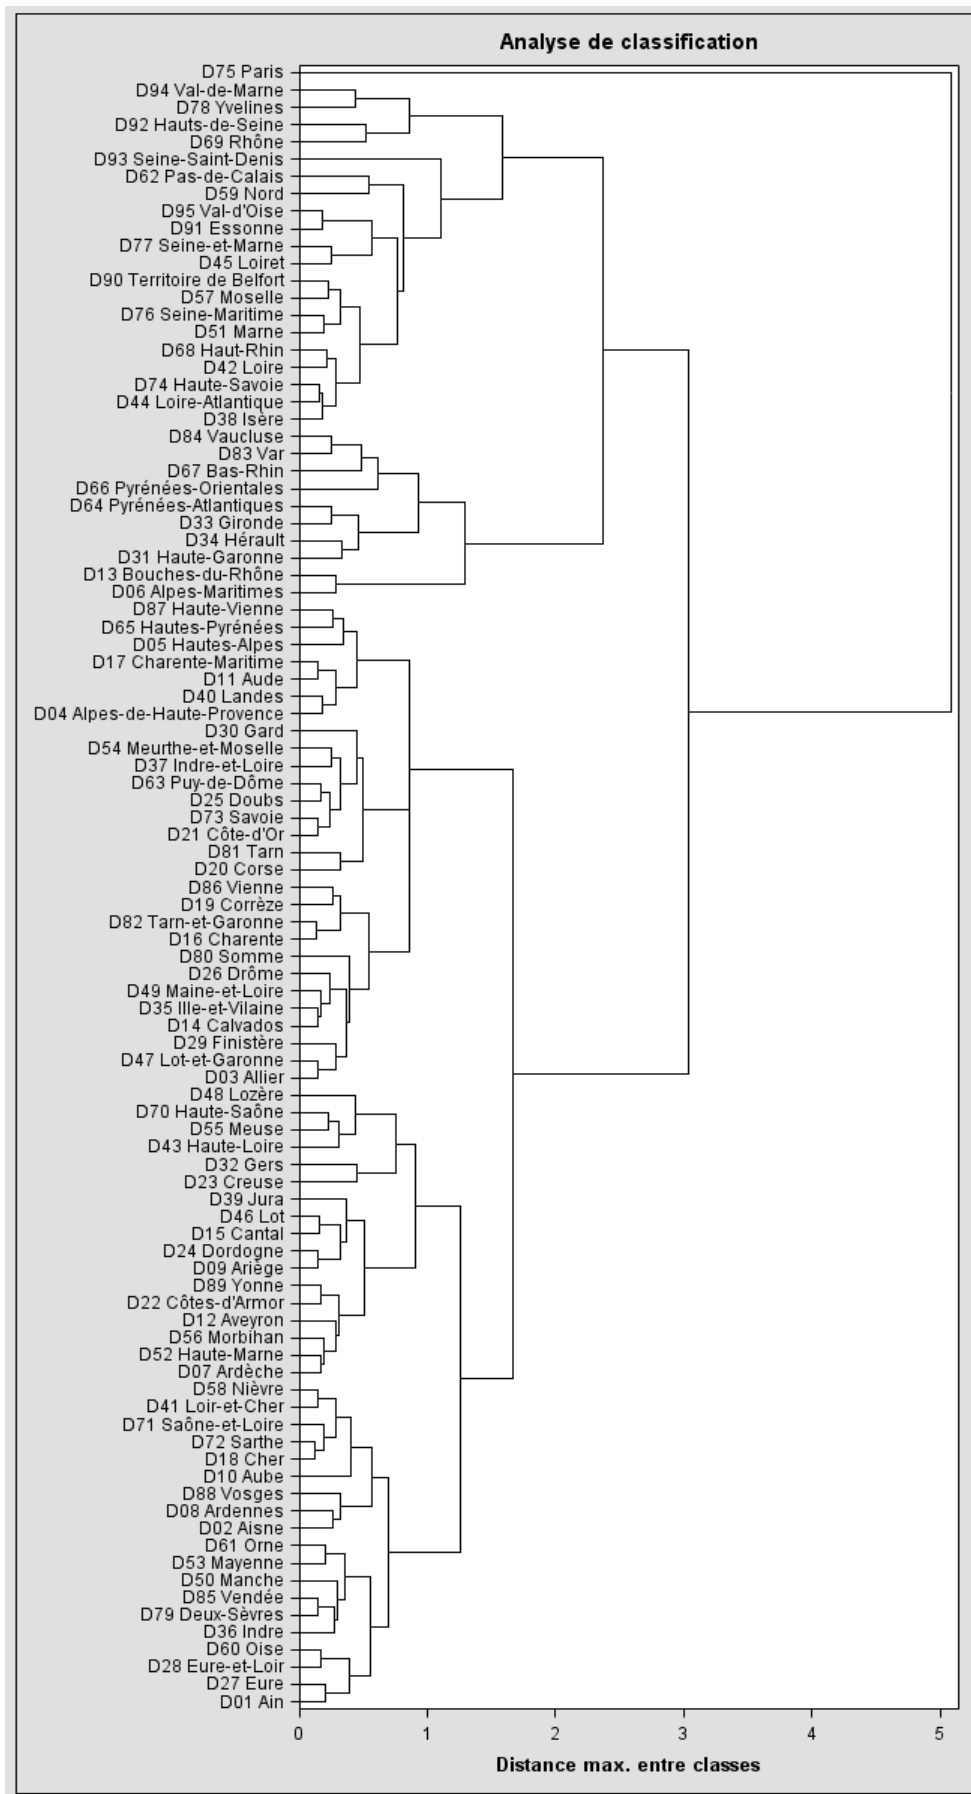 Analyse de classification
D75 Paris
D94 Val-de-Marne
D78 Yvelines
D92 Hauts-de-Seine
D69 Rhône
D93 Seine-Saint-Denis
D62 Pas-de-Calais
D59 Nord
D95 Val-d'Oise
D91 Essonne
D77 Seine-et-Marne
D45 Loiret
D90 Territoire de Belfort
D57 Moselle
D76 Seine-Maritime
D51 Marne
D68 Haut-Rhin
D42 Loire
D74 Haute-Savoie
D44 Loire-Atlantique
D38 Isère
D84 Vaucluse
D83 Var
D67 Bas-Rhin
D66 Pyrénées-Orientales
D64 Pyrénées-Atlantiques
D33 Gironde
D34 Hérault
D31 Haute-Garonne
D13 Bouches-du-Rhône
D06 Alpes-Maritimes
D87 Haute-Vienne
D65 Hautes-Pyrénées
D05 Hautes-Alpes
D17 Charente-Maritime
D11 Aude
D40 Landes
D04 Alpes-de-Haute-Provence
D30 Gard
D54 Meurthe-et-Moselle
D37 Indre-et-Loire
D63 Puy-de-Dôme
D25 Doubs
D73 Savoie
D21 Côte-d'Or
D81 Tarn
D20 Corse
D86 Vienne
D19 Corrèze
D82 Tarn-et-Garonne
D16 Charente
D80 Somme
D26 Drôme
D49 Maine-et-Loire
D35 Ille-et-Vilaine
D14 Calvados
D29 Finistère
D47 Lot-et-Garonne
D03 Allier
D48 Lozère
D70 Haute-Saône
D55 Meuse
D43 Haute-Loire
D32 Gers
D23 Creuse
D39 Jura
D46 Lot
D15 Cantal
D24 Dordogne
D09 Ariège
D89 Yonne
D22 Côtes-d'Armor
D12 Aveyron
D56 Morbihan
D52 Haute-Marne
D07 Ardèche
D58 Nièvre
D41 Loir-et-Cher
D71 Saône-et-Loire
D72 Sarthe
D18 Cher
D10 Aube
D88 Vosges
D08 Ardennes
D02 Aisne
D61 Orne
D53 Mayenne
D50 Manche
D85 Vendée
D79 Deux-Sèvres
D36 Indre
D60 Oise
D28 Eure-et-Loir
D27 Eure
D01 Ain
0 1 2 3 4 5
Distance max. entre classes